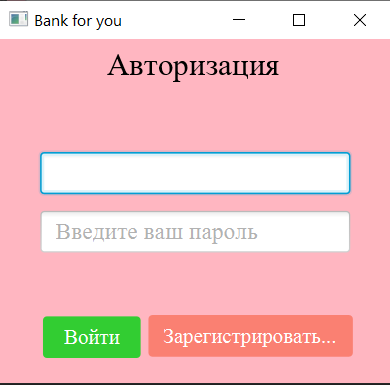 Bank for you
Авторизация
Введите ваш пароль
Войти
Зарегистрировать...